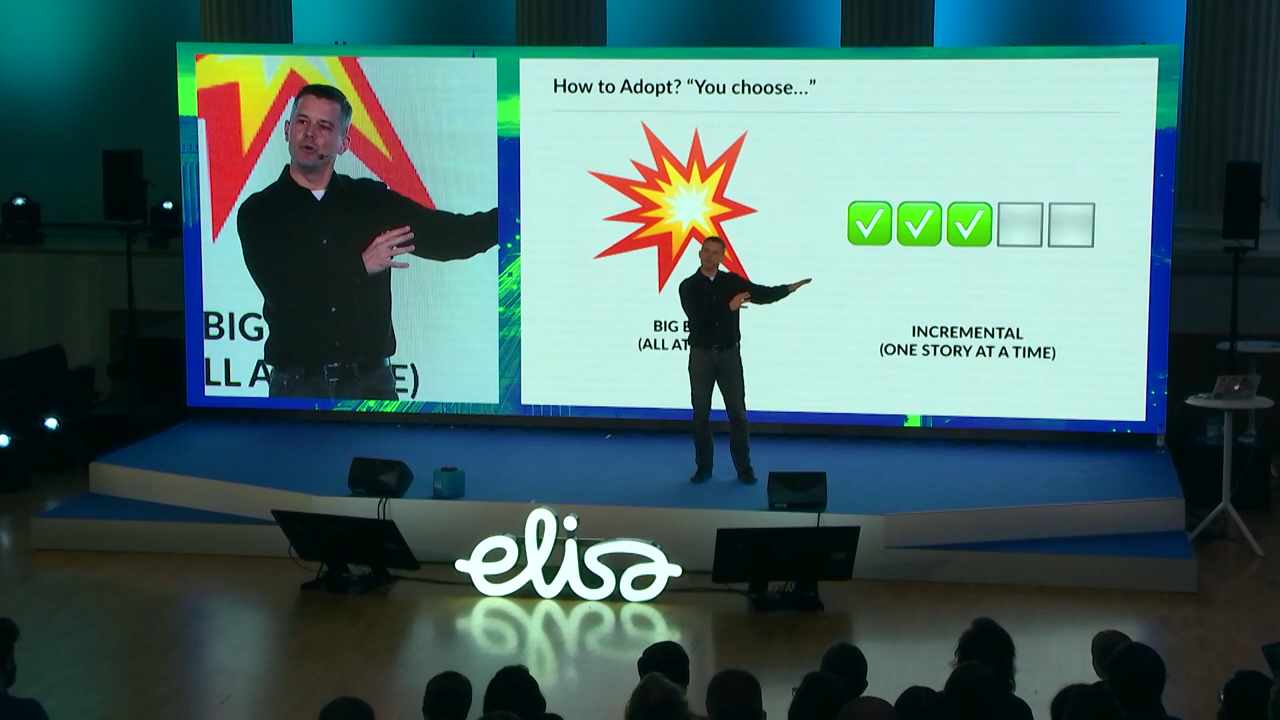 How to Adopt? “You choose...”
BIG
(ALL AT
INCREMENTAL
(ONE STORY AT A TIME)
BIG
LL A E)
elisa